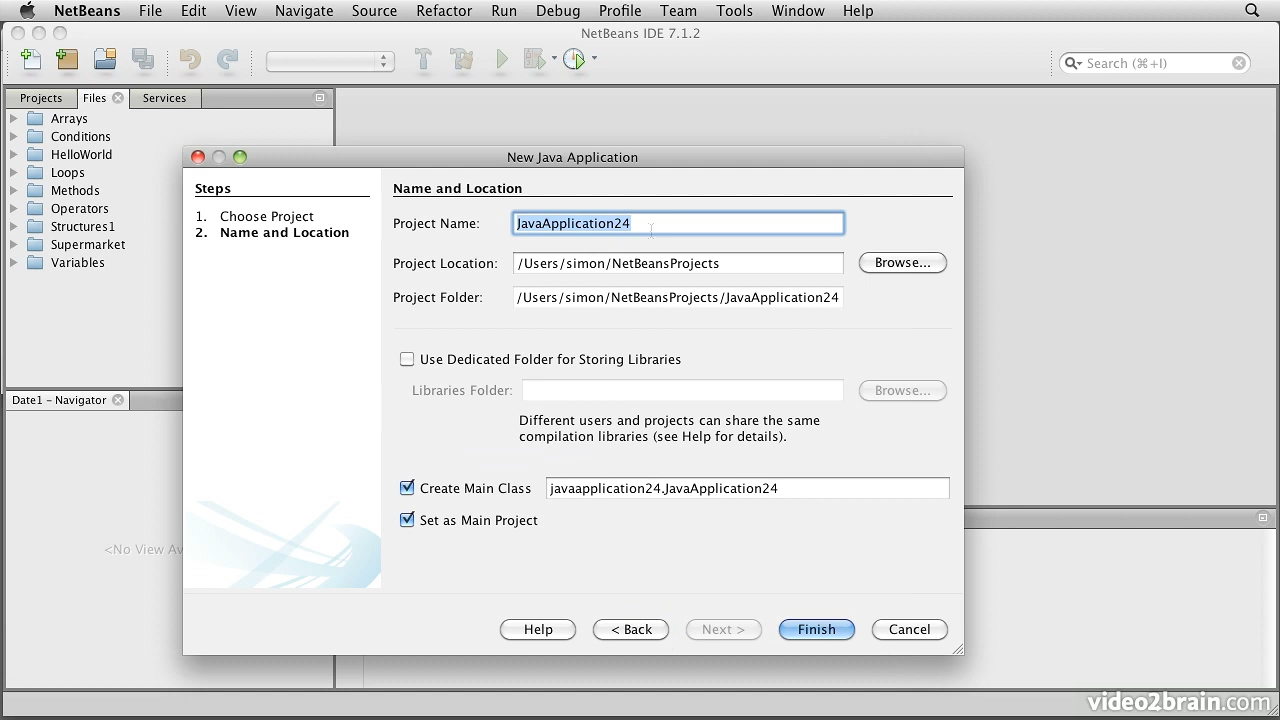 NetBeans File Edit View Navigate Source Refactor Run Debug Profile Team Tools Window Help
NetBeans IDE 7.1.2
Search (⌘+I)
Projects Files Services
Arrays
Conditions
HelloWorld
Loops
Methods
Operators
Structures1
Supermarket
Variables
Date1 – Navigator
<No View Av
New Java Application
Steps
1. Choose Project
2. Name and Location
Name and Location
Project Name: JavaApplication24
Project Location: /Users/simon/NetBeansProjects Browse...
Project Folder: /Users/simon/NetBeansProjects/JavaApplication24
Use Dedicated Folder for Storing Libraries
Libraries Folder: Browse...
Different users and projects can share the same
compilation libraries (see Help for details).
Create Main Class javaapplication24.JavaApplication24
Set as Main Project
Help < Back Next > Finish Cancel
video2brain.com